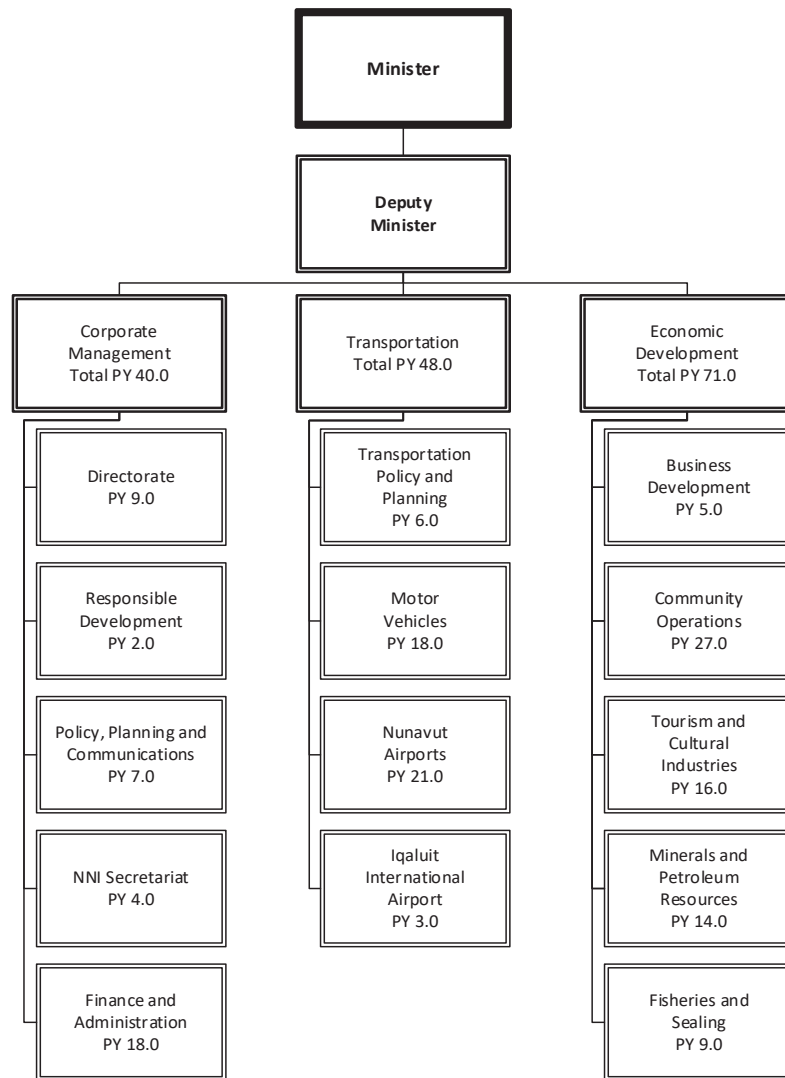 Minister
Deputy
Minister
Corporate
Management
Total PY 40.0
Transportation
Total PY 48.0
Economic
Development
Total PY 71.0
Directorate
PY 9.0
Responsible
Development
PY 2.0
Policy, Planning and
Communications
PY 7.0
NNI Secretariat
PY 4.0
Finance and
Administration
PY 18.0
Transportation
Policy and
Planning
PY 6.0
Motor
Vehicles
PY 18.0
Nunavut
Airports
PY 21.0
Iqaluit
International
Airport
PY 3.0
Business
Development
PY 5.0
Community
Operations
PY 27.0
Tourism and
Cultural
Industries
PY 16.0
Minerals and
Petroleum
Resources
PY 14.0
Fisheries and
Sealing
PY 9.0